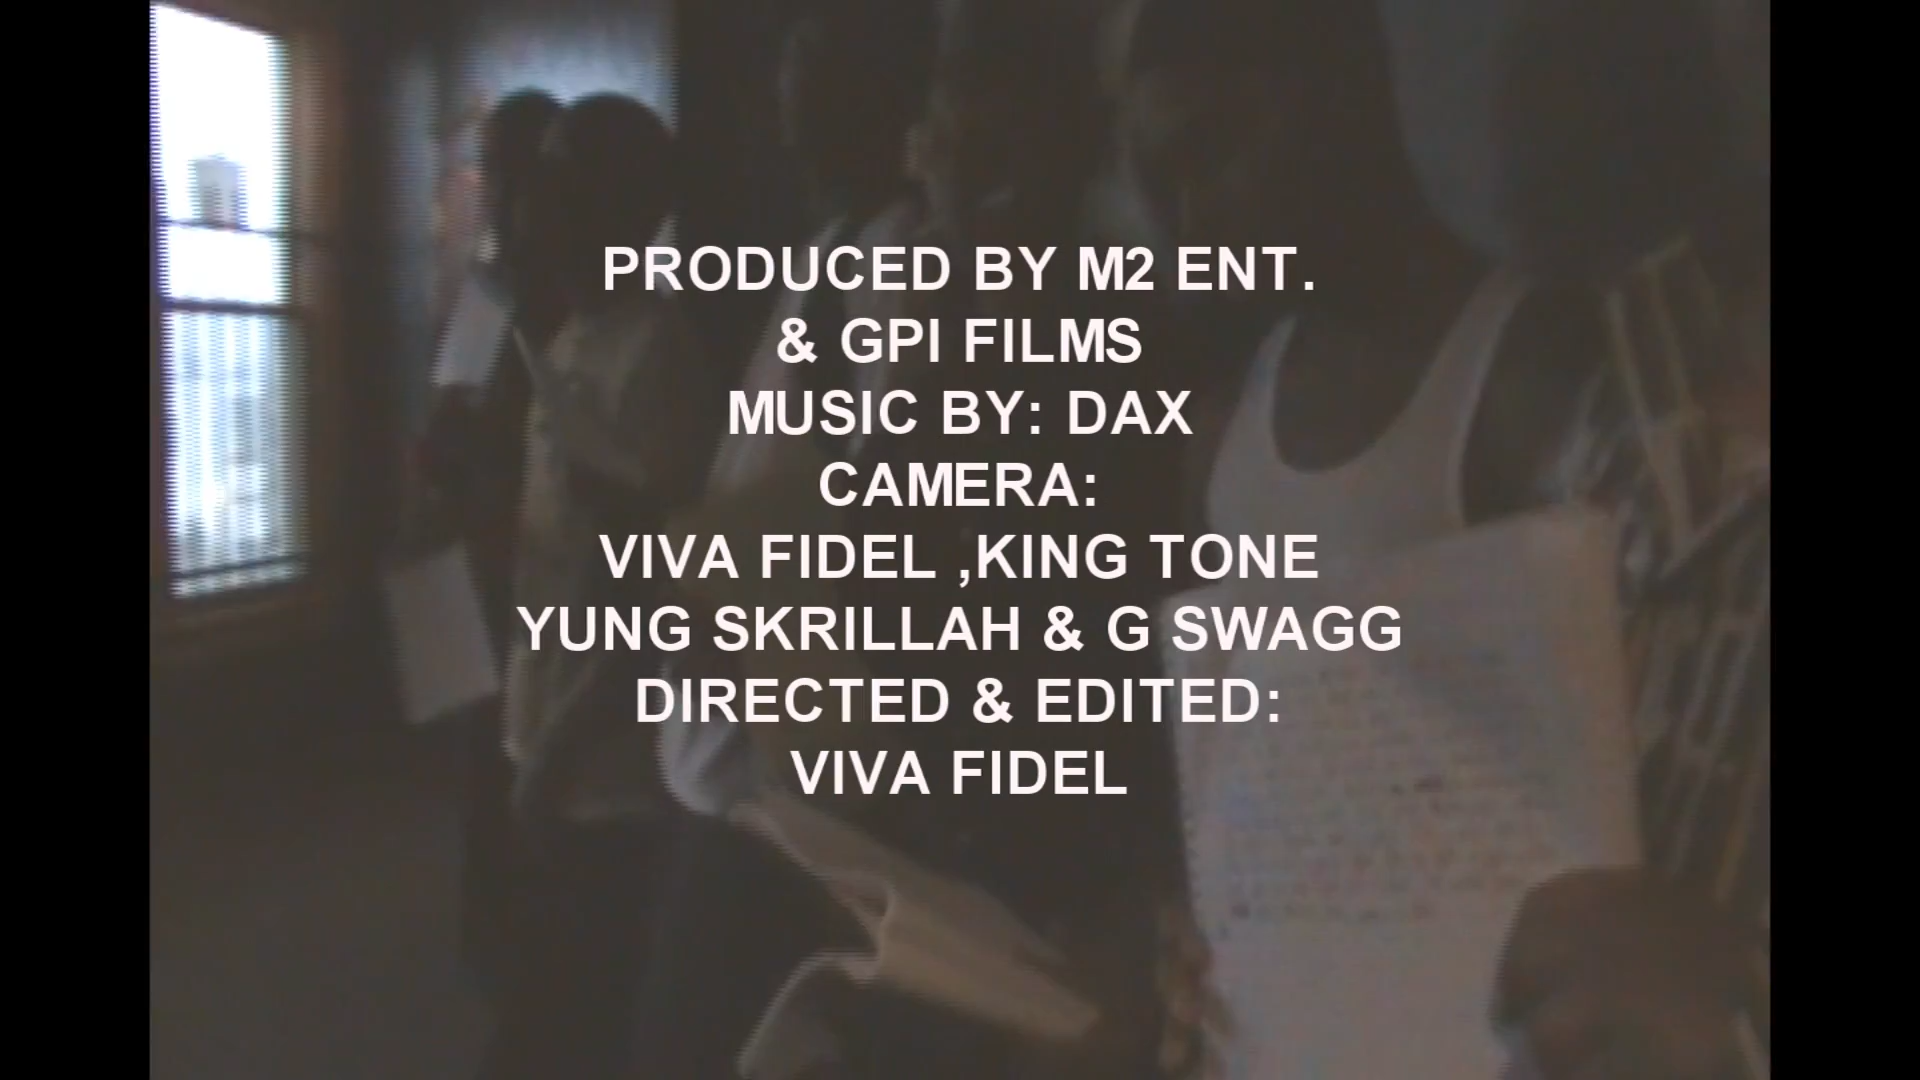 PRODUCED BY M2 ENT.
& GPI FILMS
MUSIC BY: DAX
CAMERA:
VIVA FIDEL ,KING TONE
YUNG SKRILLAH & G SWAGG
DIRECTED & EDITED:
VIVA FIDEL